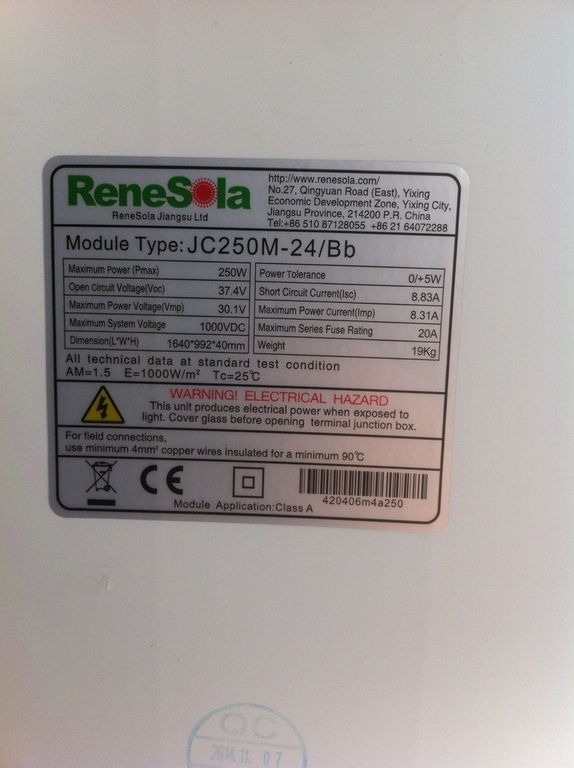 ReneSola
ReneSola Jiangsu Ltd
http://www.renesola.com/
No.27, Qingyuan Road (East), Yixing
Economic Development Zone, Yixing City,
Jiangsu Province, 214200 P.R. China
Tel:+86 510 87128055 +86 21 64072288
Module Type:JC250M-24/Bb
Maximum Power (Pmax) 250W
Open Circuit Voltage(Voc) 37.4V
Maximum Power Voltage(Vmp) 30.1V
Maximum System Voltage 1000VDC
Dimension(L*W*H) 1640*992*40mm
Power Tolerance 0/+5W
Short Circuit Current(Isc) 8.83A
Maximum Power Current(Imp) 8.31A
Maximum Series Fuse Rating 20A
Weight 19Kg
All technical data at standard test condition
AM=1.5 E=1000W/m² Tc=25℃
WARNING! ELECTRICAL HAZARD
This unit produces electrical power when exposed to
light. Cover glass before opening terminal junction box.
For field connections,
use minimum 4mm² copper wires insulated for a minimum 90℃
CE
Module Application:Class A
420406m4a250
QC
2014.11.07